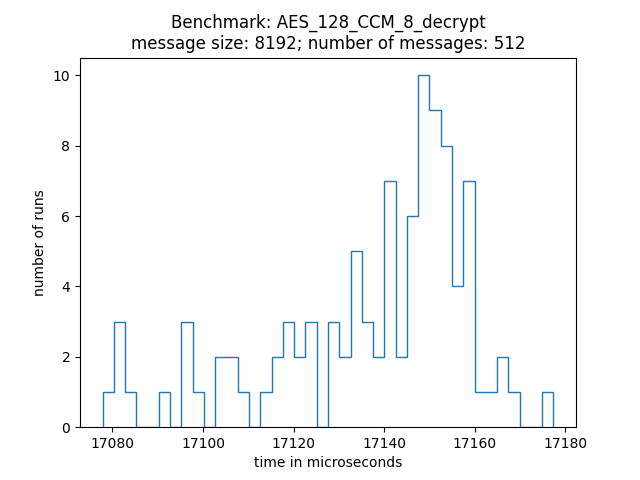 Benchmark: AES_128_CCM_8_decrypt
message size: 8192; number of messages: 512
10
8
6
4
2
0
number of runs
17080 17100 17120 17140 17160 17180
time in microseconds